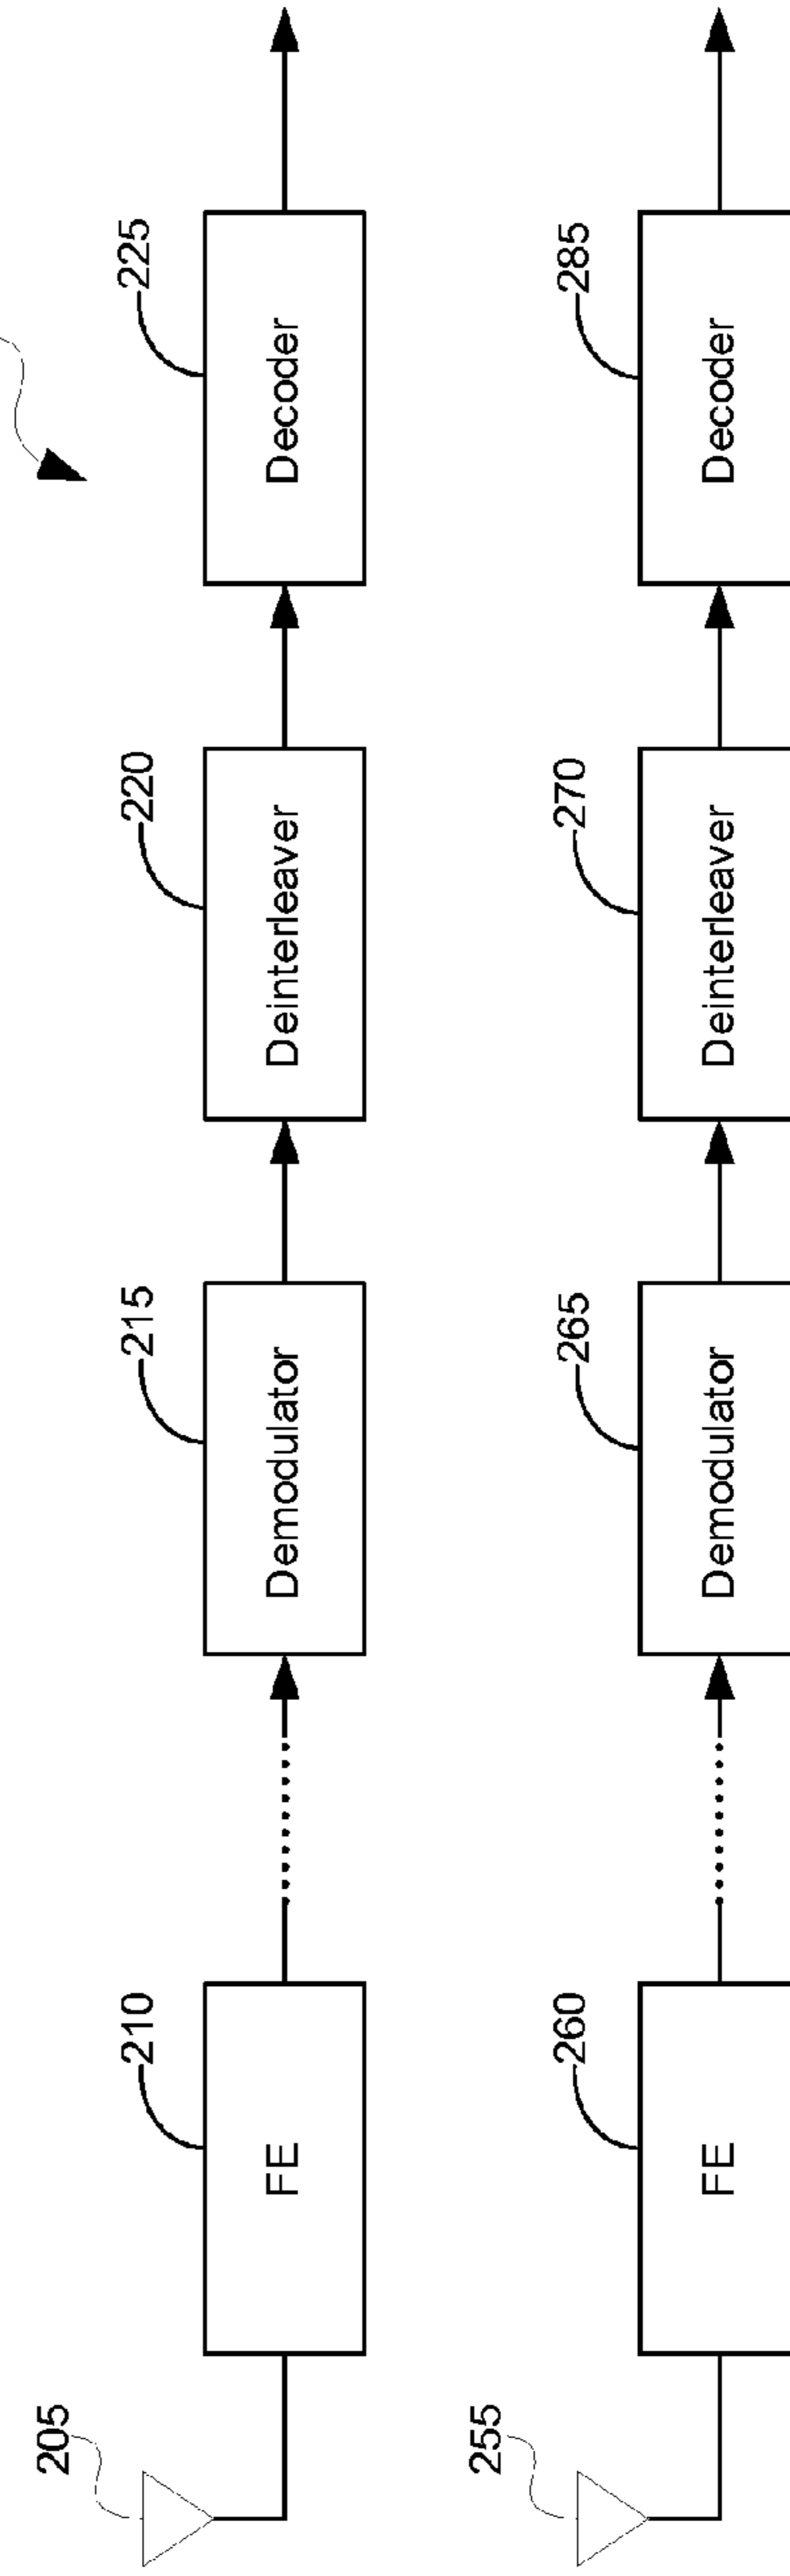 205
210
215
220
225
FE
Demodulator
Deinterleaver
Decoder
255
260
265
270
285
FE
Demodulator
Deinterleaver
Decoder